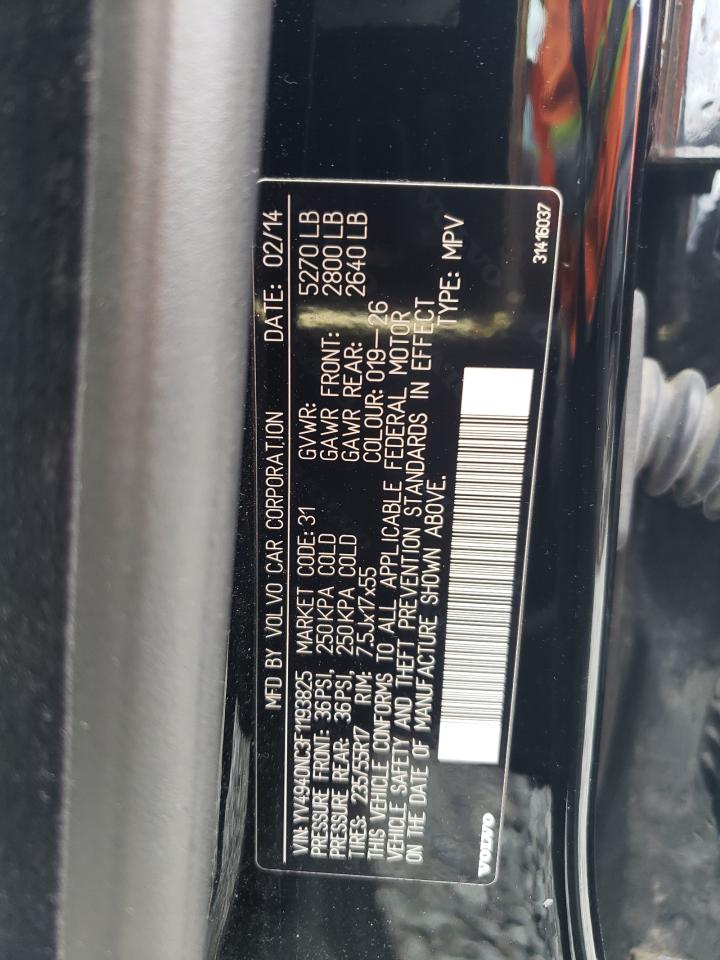 MFD BY VOLVO CAR CORPORATION DATE: 02/14
VIN: YV4940NC3F1193825 MARKET CODE: 31 GVWR: 5270 LB
PRESSURE FRONT: 36PSI, 250KPA COLD GAWR FRONT: 2800 LB
PRESSURE REAR: 36PSI, 250KPA COLD GAWR REAR: 2640 LB
TIRES: 235/55R17 RIM: 7.5Jx17x55 COLOUR: 019–26
THIS VEHICLE CONFORMS TO ALL APPLICABLE FEDERAL MOTOR
VEHICLE SAFETY AND THEFT PREVENTION STANDARDS IN EFFECT
ON THE DATE OF MANUFACTURE SHOWN ABOVE. TYPE: MPV
VOLVO
31416037